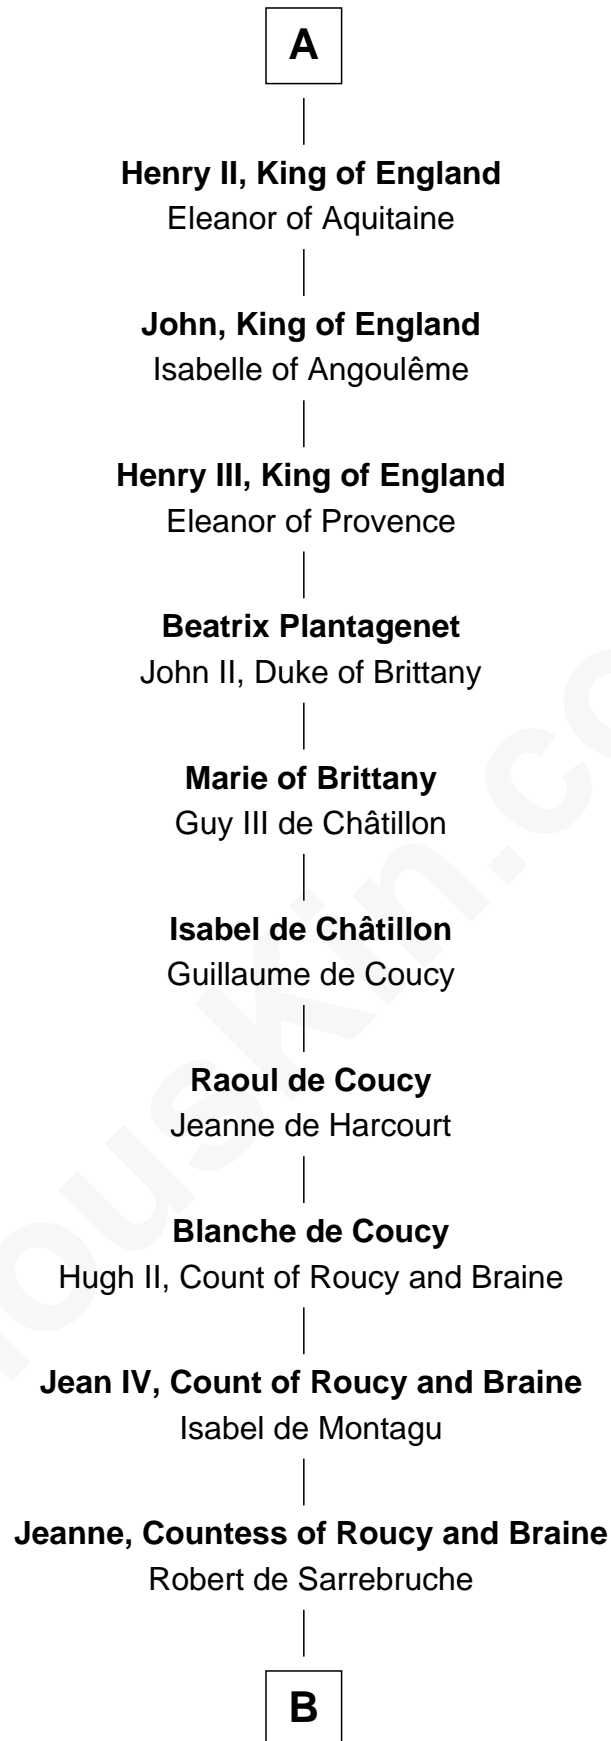 A
Henry II, King of England
Eleanor of Aquitaine
John, King of England
Isabelle of Angoulême
Henry III, King of England
Eleanor of Provence
Beatrix Plantagenet
John II, Duke of Brittany
Marie of Brittany
Guy III de Châtillon
Isabel de Châtillon
Guillaume de Coucy
Raoul de Coucy
Jeanne de Harcourt
Blanche de Coucy
Hugh II, Count of Roucy and Braine
Jean IV, Count of Roucy and Braine
Isabel de Montagu
Jeanne, Countess of Roucy and Braine
Robert de Sarrebruche
B